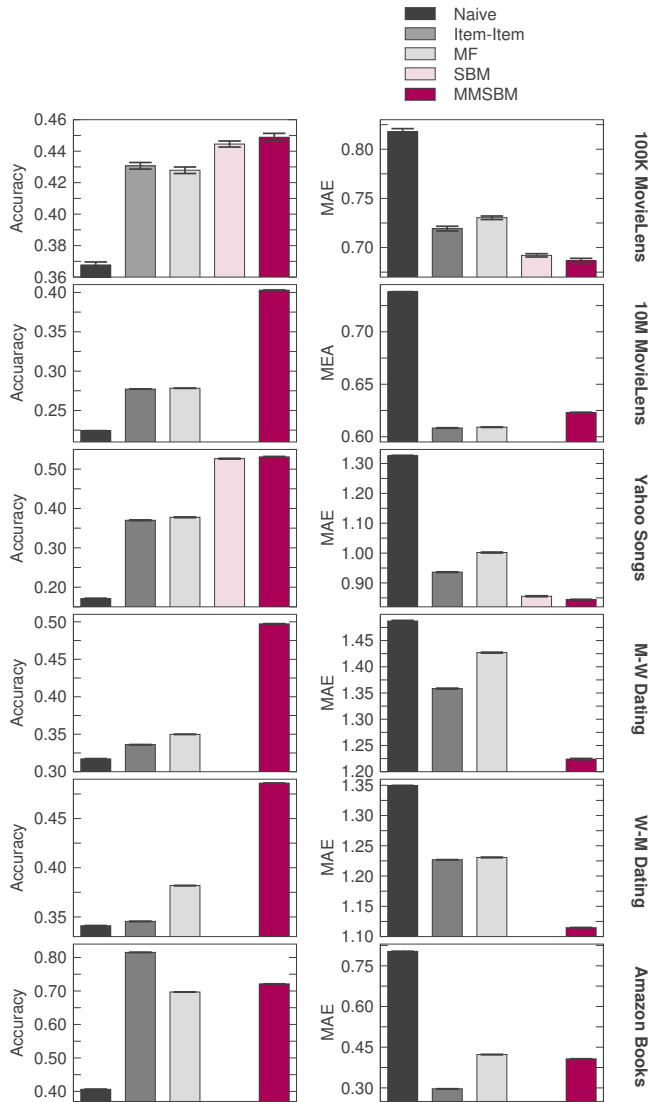 Naive
Item-Item
MF
SBM
MMSBM
0.46
0.44
0.42
0.40
0.38
0.36
Accuracy
0.80
0.75
0.70
MAE
100K MovieLens
0.40
0.35
0.30
0.25
Accuaracy
0.70
0.65
0.60
MEA
10M MovieLens
0.50
0.40
0.30
0.20
Accuracy
1.30
1.20
1.10
1.00
0.90
MAE
Yahoo Songs
0.50
0.45
0.40
0.35
0.30
Accuracy
1.45
1.40
1.35
1.30
1.25
1.20
MAE
M-W Dating
0.45
0.40
0.35
Accuracy
1.35
1.30
1.25
1.20
1.15
1.10
MAE
W-M Dating
0.80
0.70
0.60
0.50
0.40
Accuracy
0.75
0.60
0.45
0.30
MAE
Amazon Books